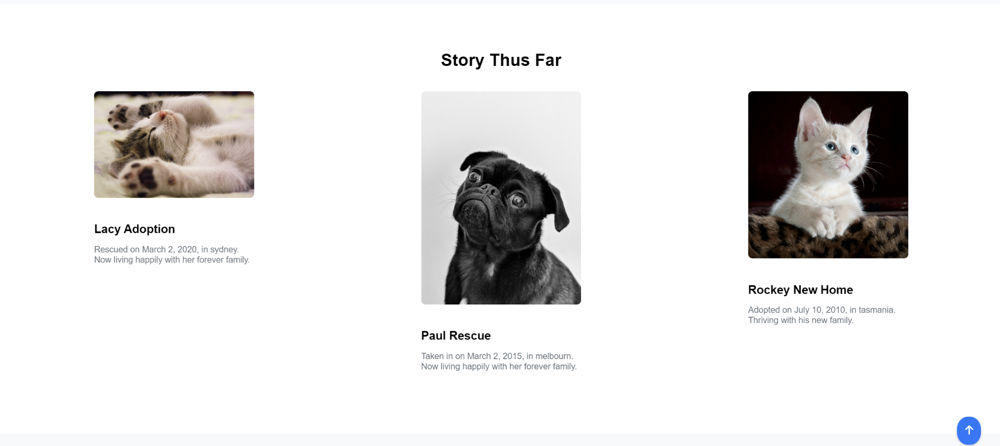 Story Thus Far
Lacy Adoption
Rescued on March 2, 2020, in sydney.
Now living happily with her forever family.
Paul Rescue
Taken in on March 2, 2015, in melbourn.
Now living happily with her forever family.
Rockey New Home
Adopted on July 10, 2010, in tasmania.
Thriving with his new family.